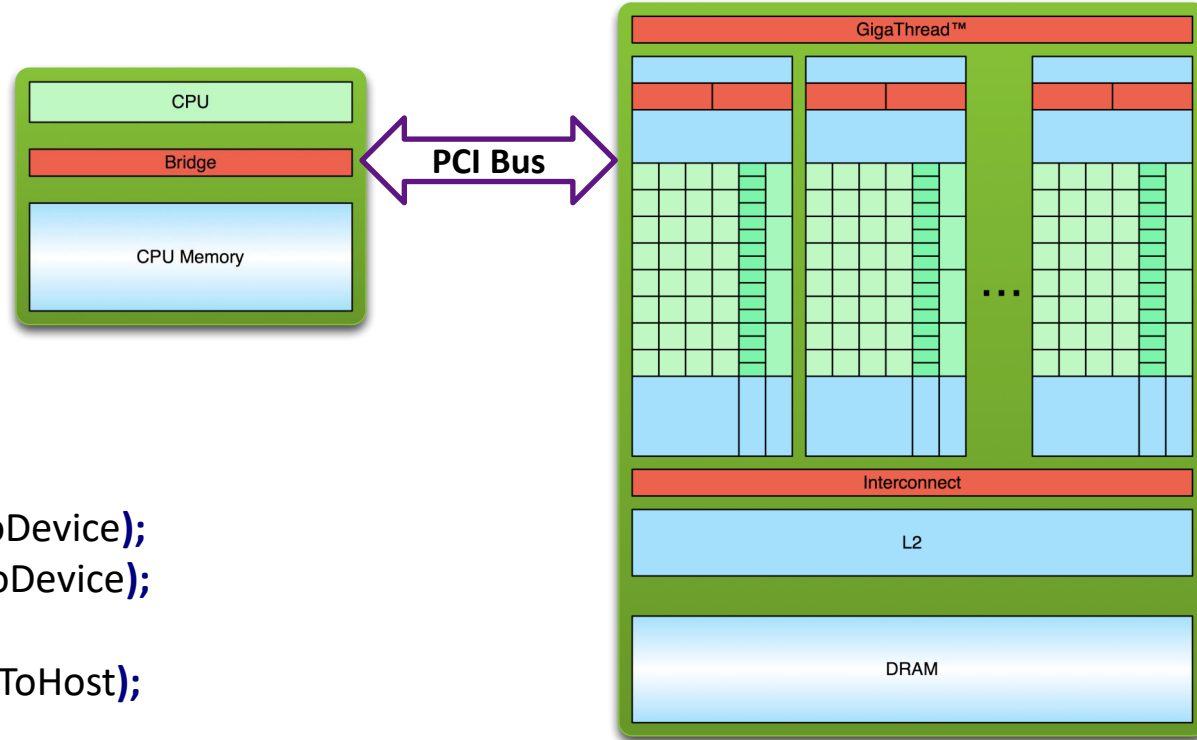 GigaThread™
CPU
Bridge
PCI Bus
CPU Memory
...
Interconnect
L2
DRAM
oDevice);
oDevice);
ToHost);